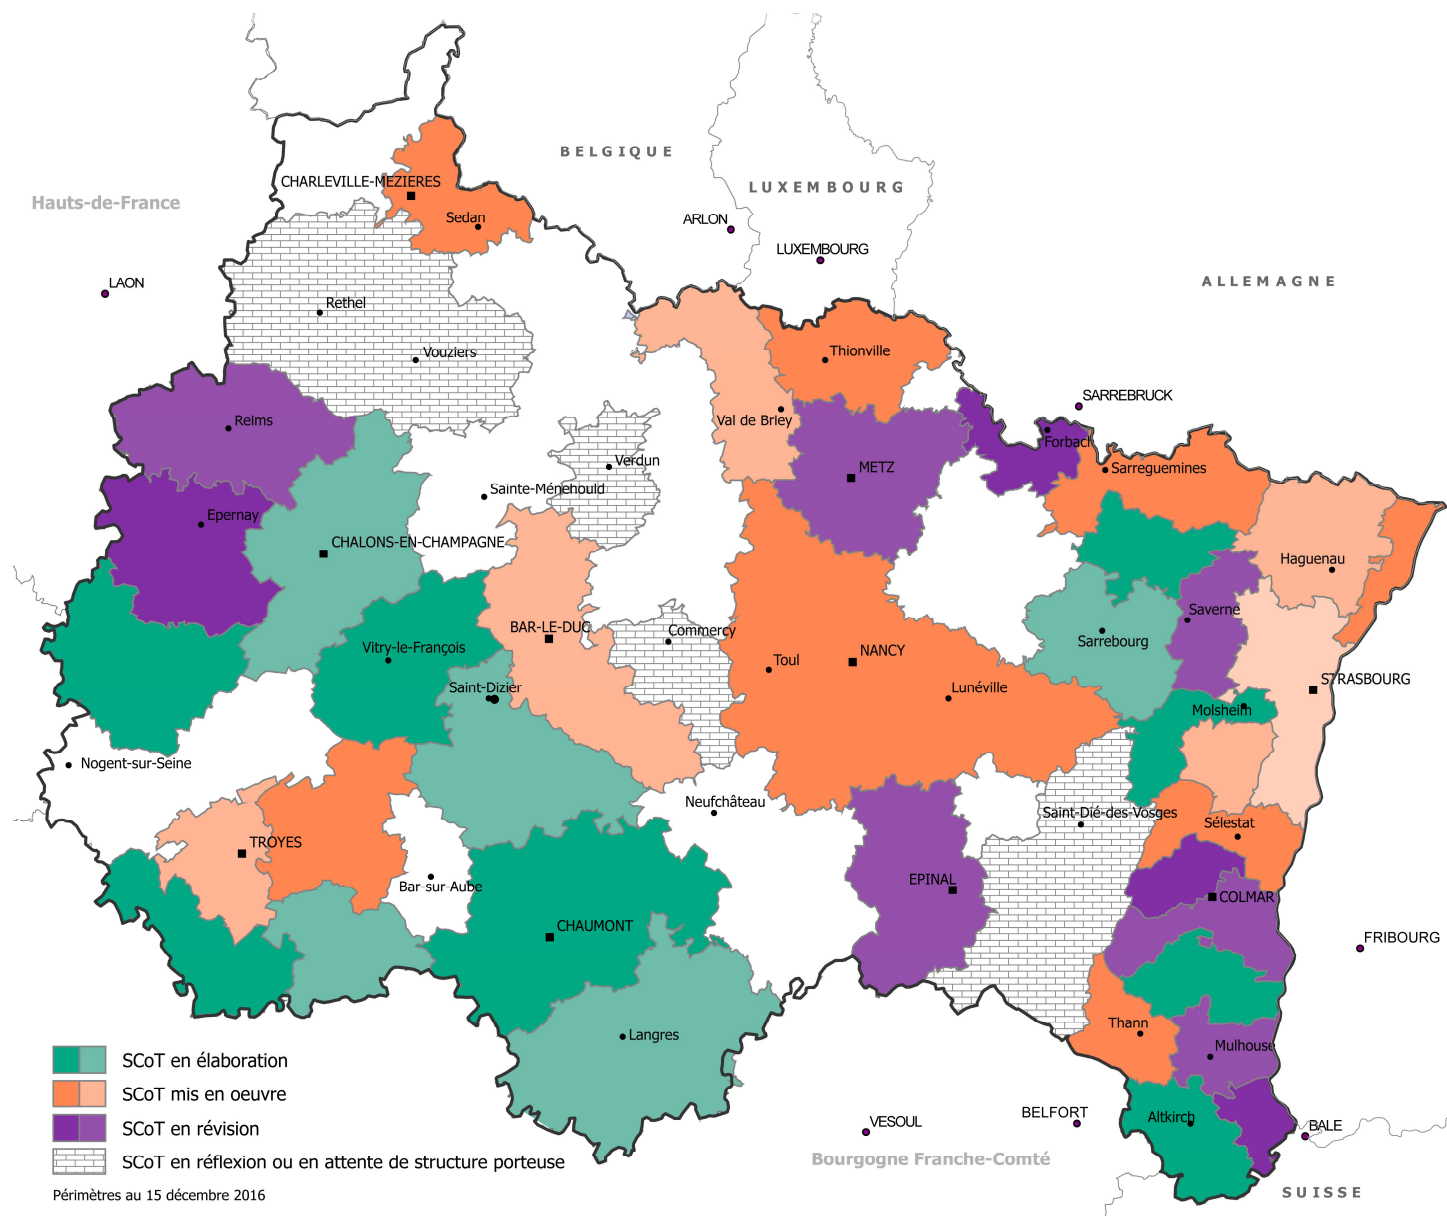 BELGIQUE
CHARLEVILLE-MEZIERES
LUXEMBOURG
Hauts-de-France
Sedan
ARLON
LUXEMBOURG
LAON
ALLEMAGNE
Rethel
Vouziers
Thionville
SARREBRUCK
Reims
Val de Briey
Forbach
Verdun
METZ
Sarreguemines
Sainte-Ménehould
Epernay
CHALONS-EN-CHAMPAGNE
Haguenau
Saverne
BAR-LE-DUC
Commercy
Sarrebourg
Vitry-le-François
NANCY
Toul
STRASBOURG
Saint-Dizier
Lunéville
Molsheim
Nogent-sur-Seine
Neufchâteau
Saint-Dié-des-Vosges
Sélestat
TROYES
EPINAL
Bar sur Aube
COLMAR
CHAUMONT
FRIBOURG
Thann
Langres
Mulhouse
SCoT en élaboration
SCoT mis en oeuvre
BELFORT
Altkirch
VESOUL
BALE
SCoT en révision
Bourgogne Franche-Comté
SCoT en réflexion ou en attente de structure porteuse
SUISSE
Périmètres au 15 décembre 2016